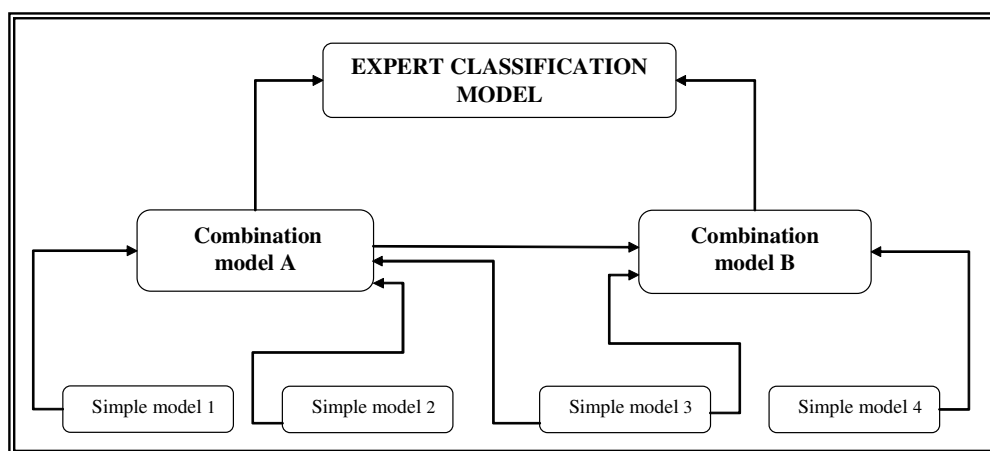 EXPERT CLASSIFICATION
MODEL
Combination
model A
Combination
model B
Simple model 1
Simple model 2
Simple model 3
Simple model 4